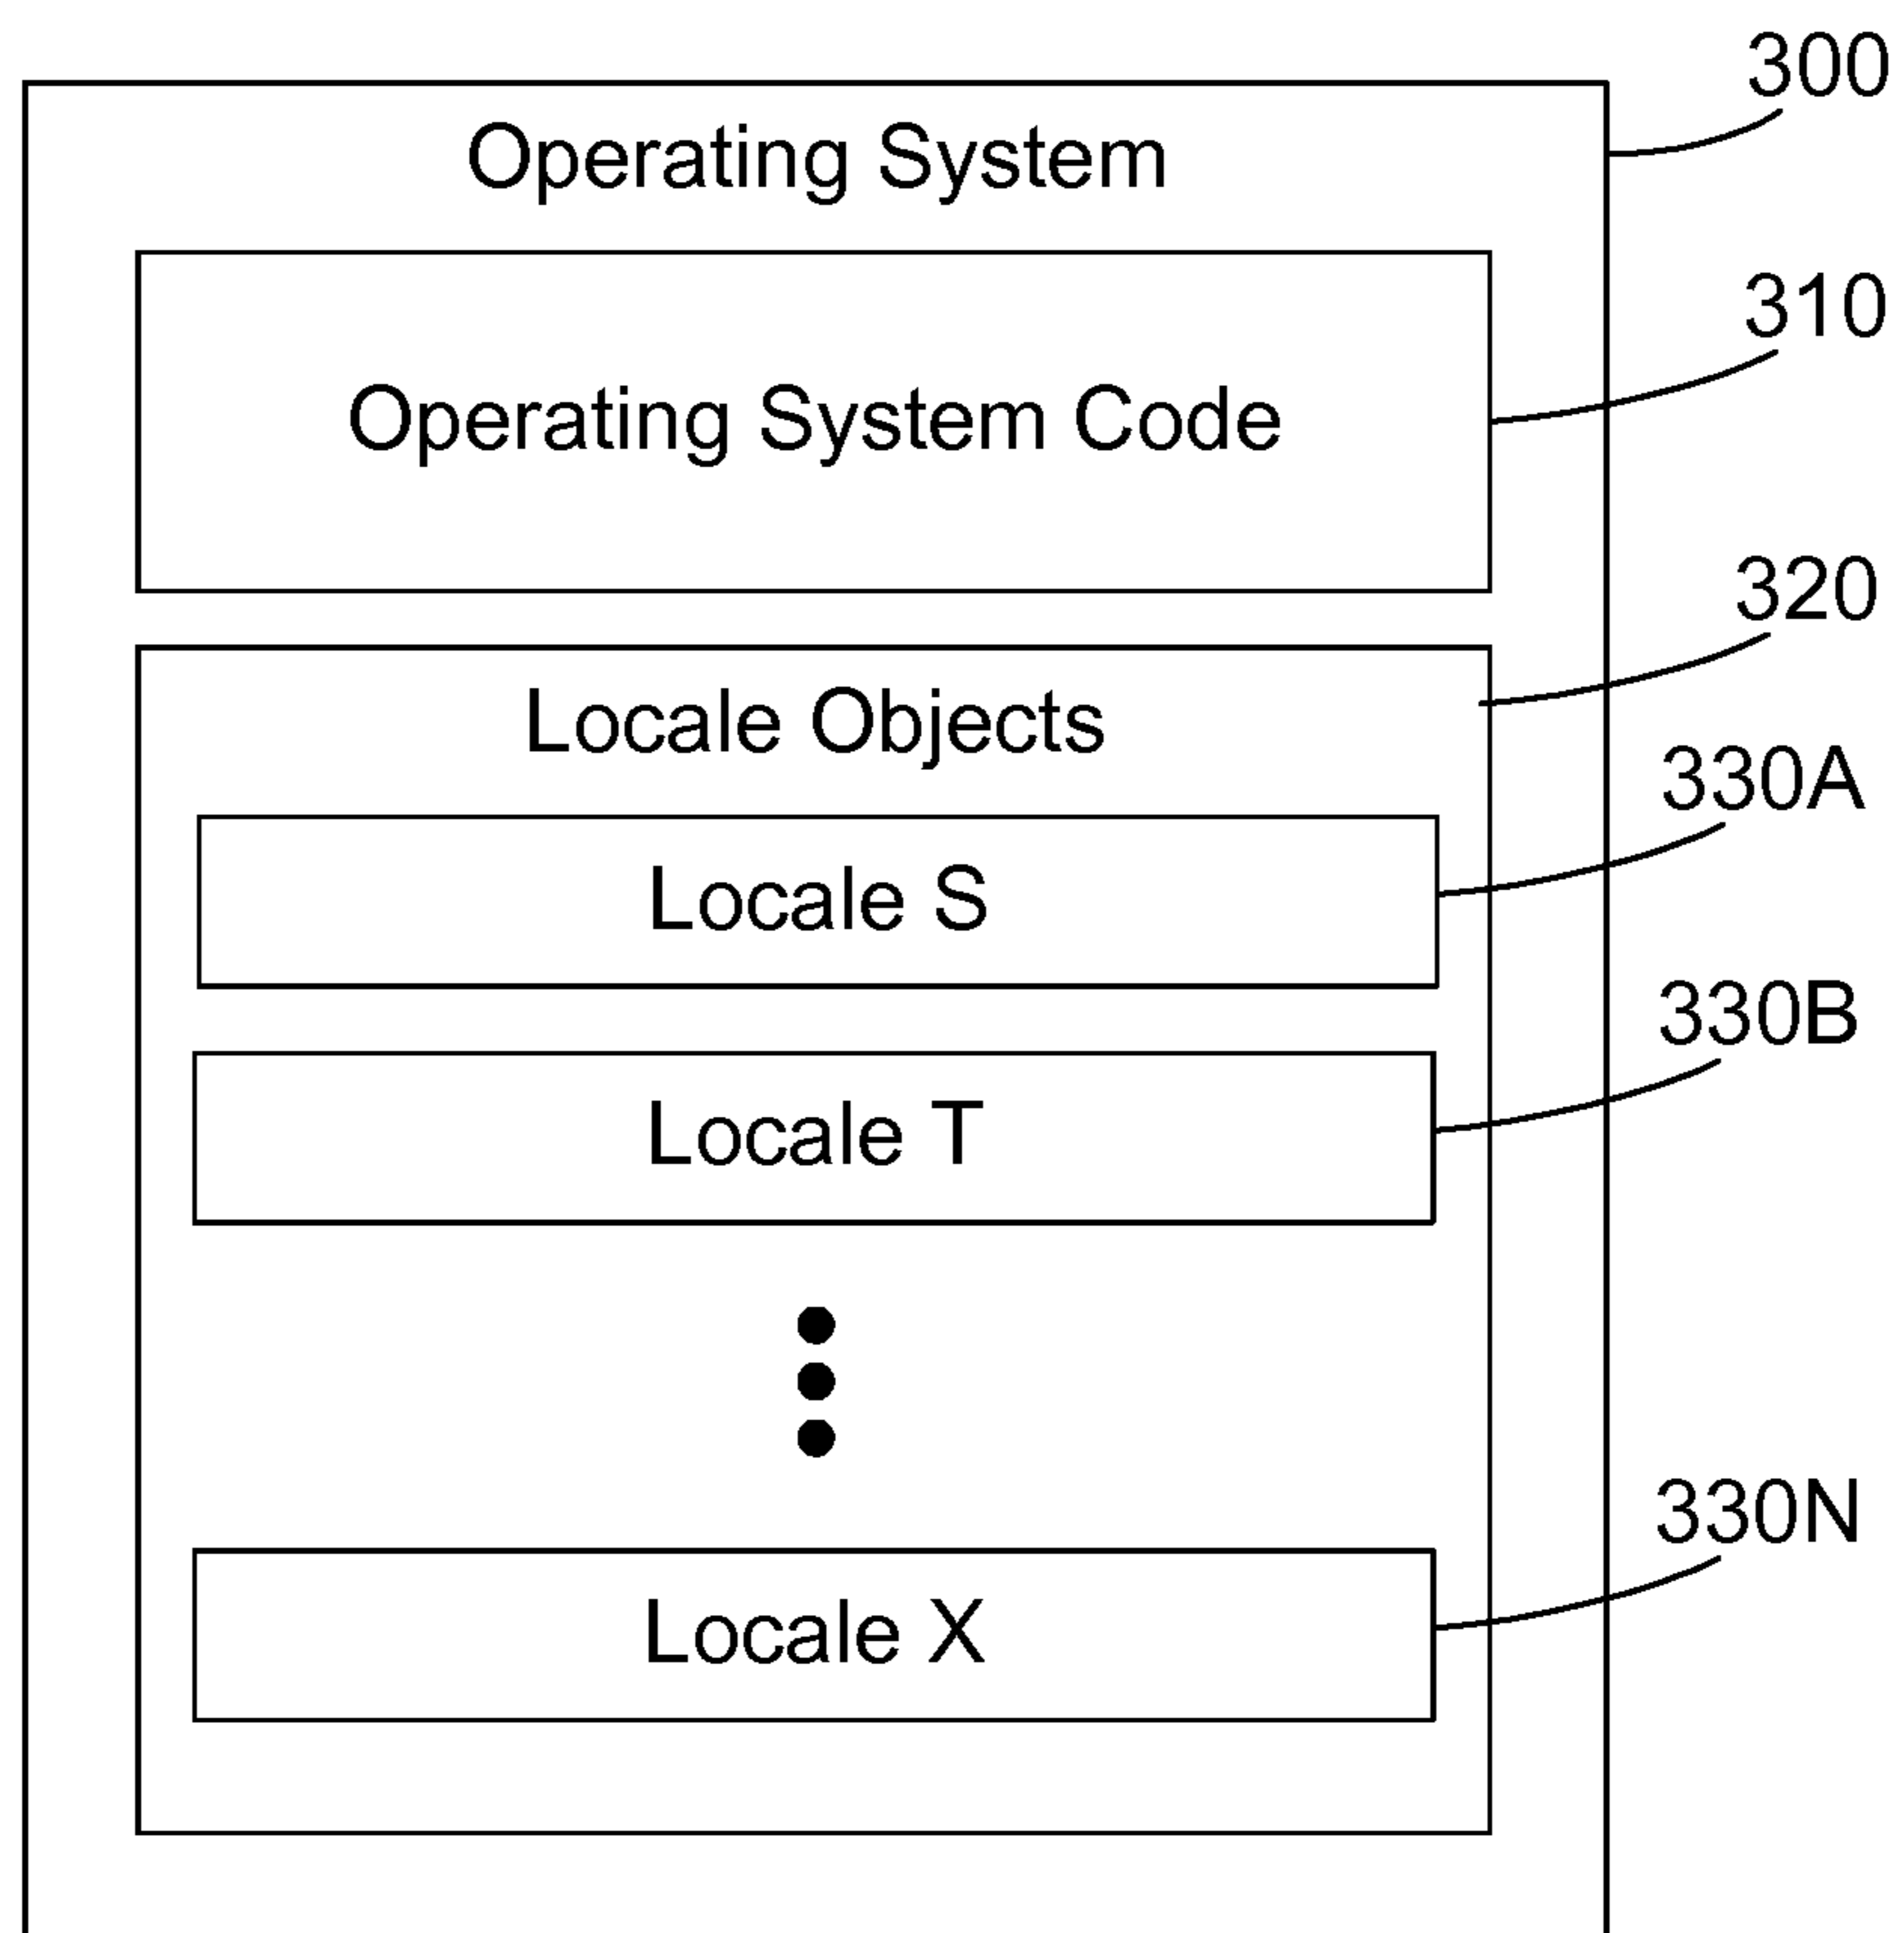 300
Operating System
310
Operating System Code
320
Locale Objects
330A
Locale S
330B
Locale T
330N
Locale X